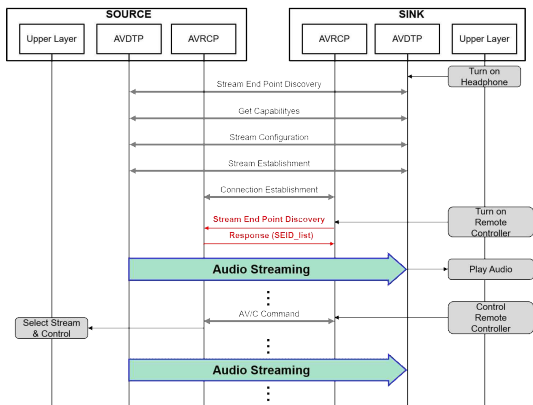 SOURCE
SINK
Upper Layer
AVDTP
AVRCP
AVRCP
AVDTP
Upper Layer
Turn on
Headphone
Stream End Point Discovery
Get Capabilityes
Stream Configuration
Stream Establishment
Connection Establishment
Stream End Point Discovery
Turn on
Remote
Controller
Response (SEID_list)
Audio Streaming
Play Audio
AV/C Command
Control
Remote
Controller
Select Stream
& Control
Audio Streaming